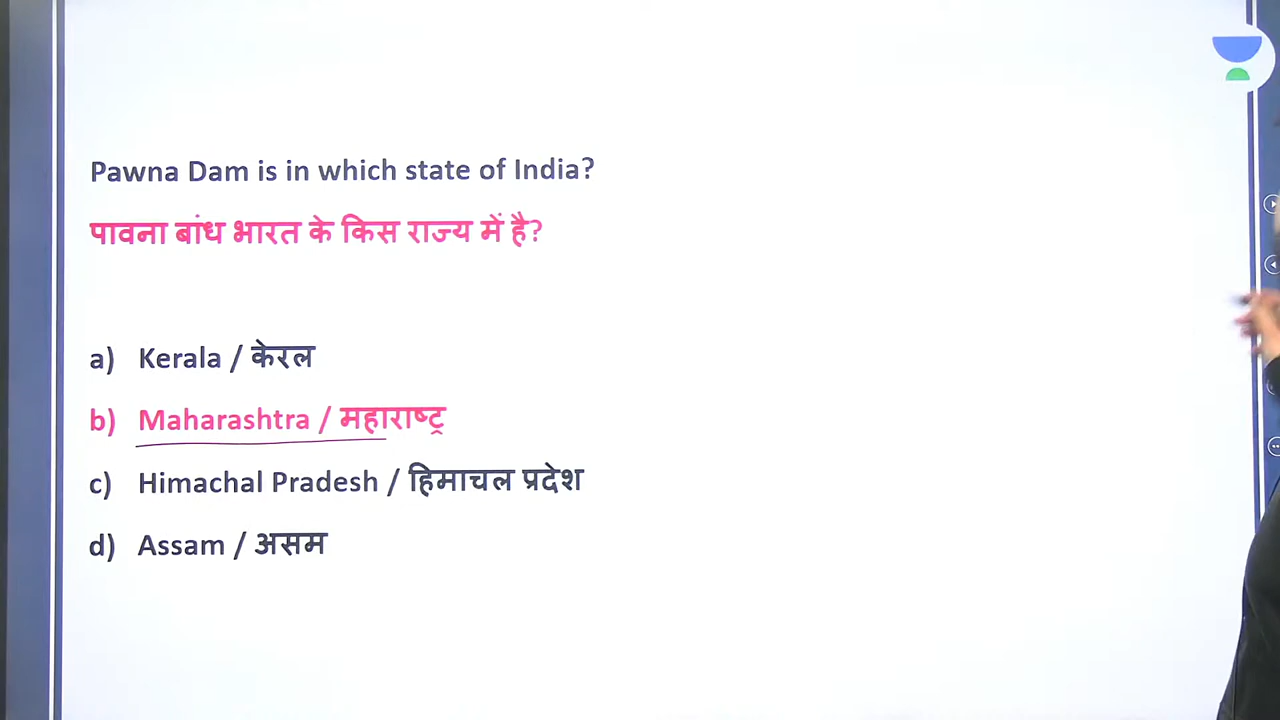 Pawna Dam is in which state of India?
पावना बांध भारत के किस राज्य में है?
a) Kerala / केरल
b) Maharashtra / महाराष्ट्र
c) Himachal Pradesh / हिमाचल प्रदेश
d) Assam / असम